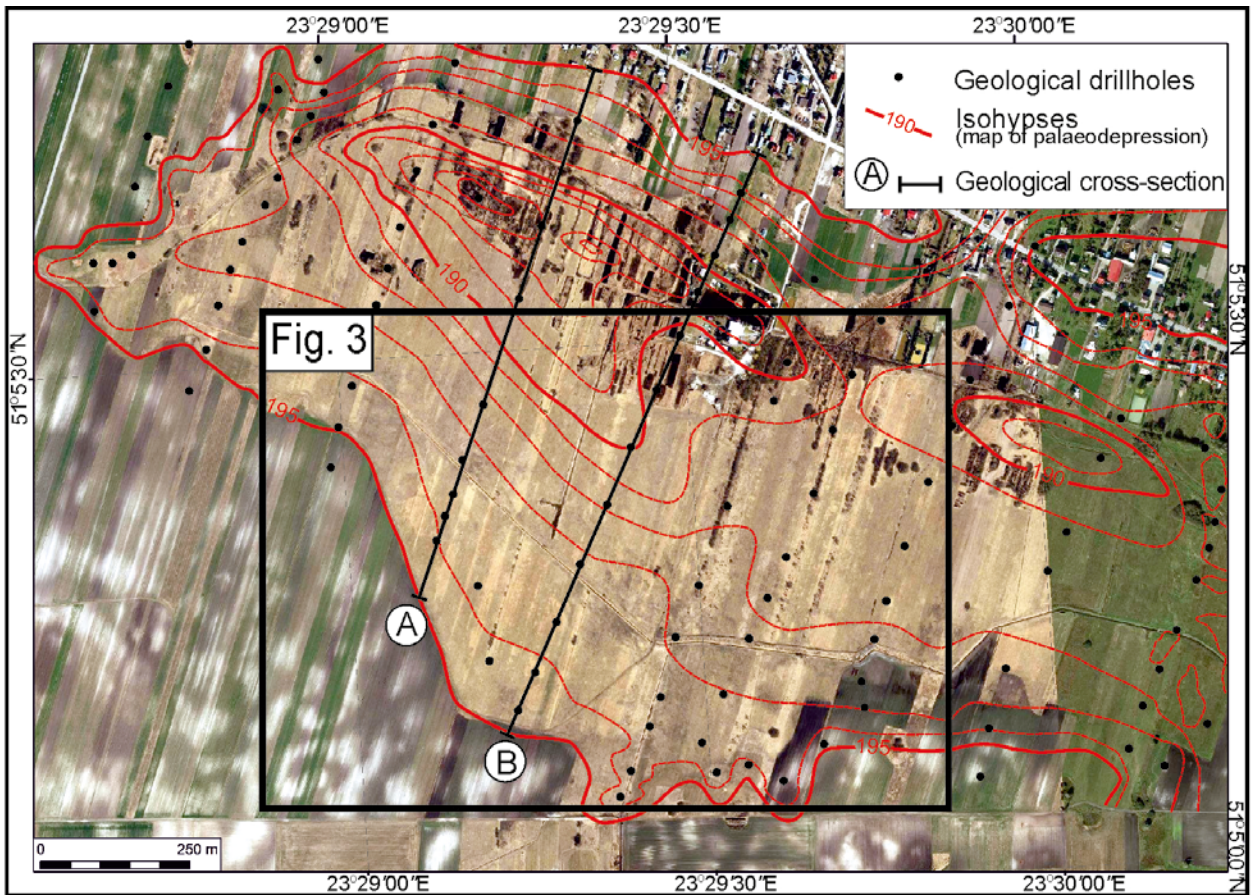 23°29′00″E
23°29′30″E
23°30′00″E
Geological drillholes
190
Isohypses
(map of palaeodepression)
A
Geological cross-section
195
190
195
51°5′30″N
51°5′30″N
Fig. 3
195
190
A
B
195
0
250 m
51°5′00″N
23°29′00″E
23°29′30″E
23°30′00″E